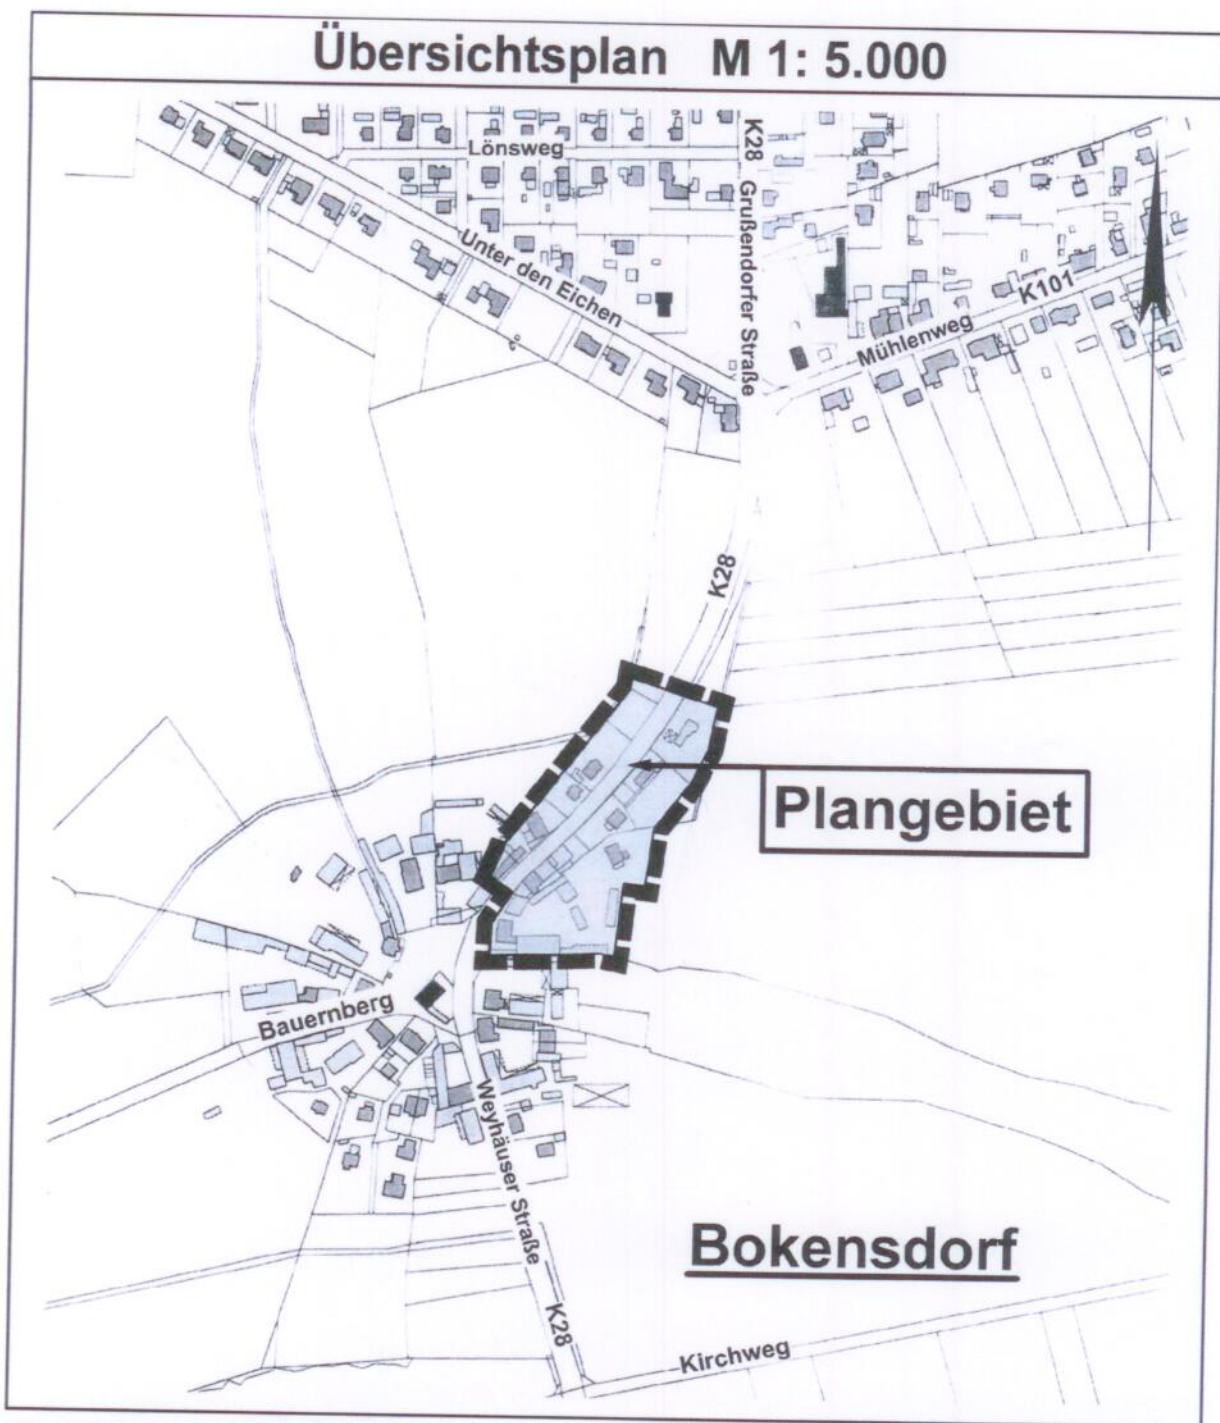 Übersichtsplan M 1: 5.000
Lönsweg
K28
Grußendorfer Straße
Unter den Eichen
K101
Mühlenweg
K28
Plangebiet
Bauernberg
Weyhäuser Straße
Bokensdorf
K28
Kirchweg